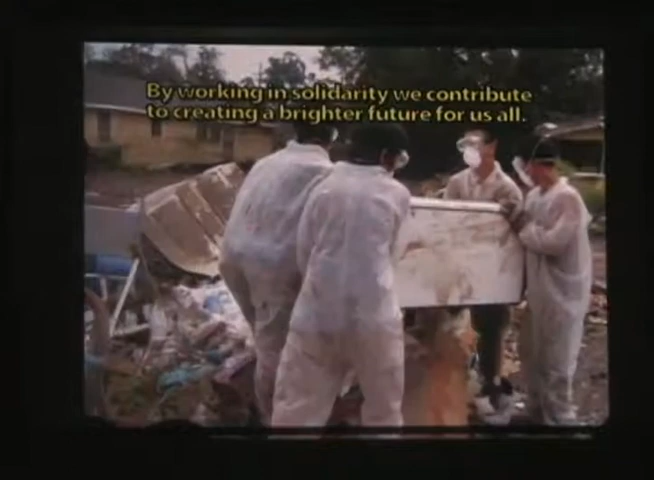 By working in solidarity we contribute
to creating a brighter future for us all.